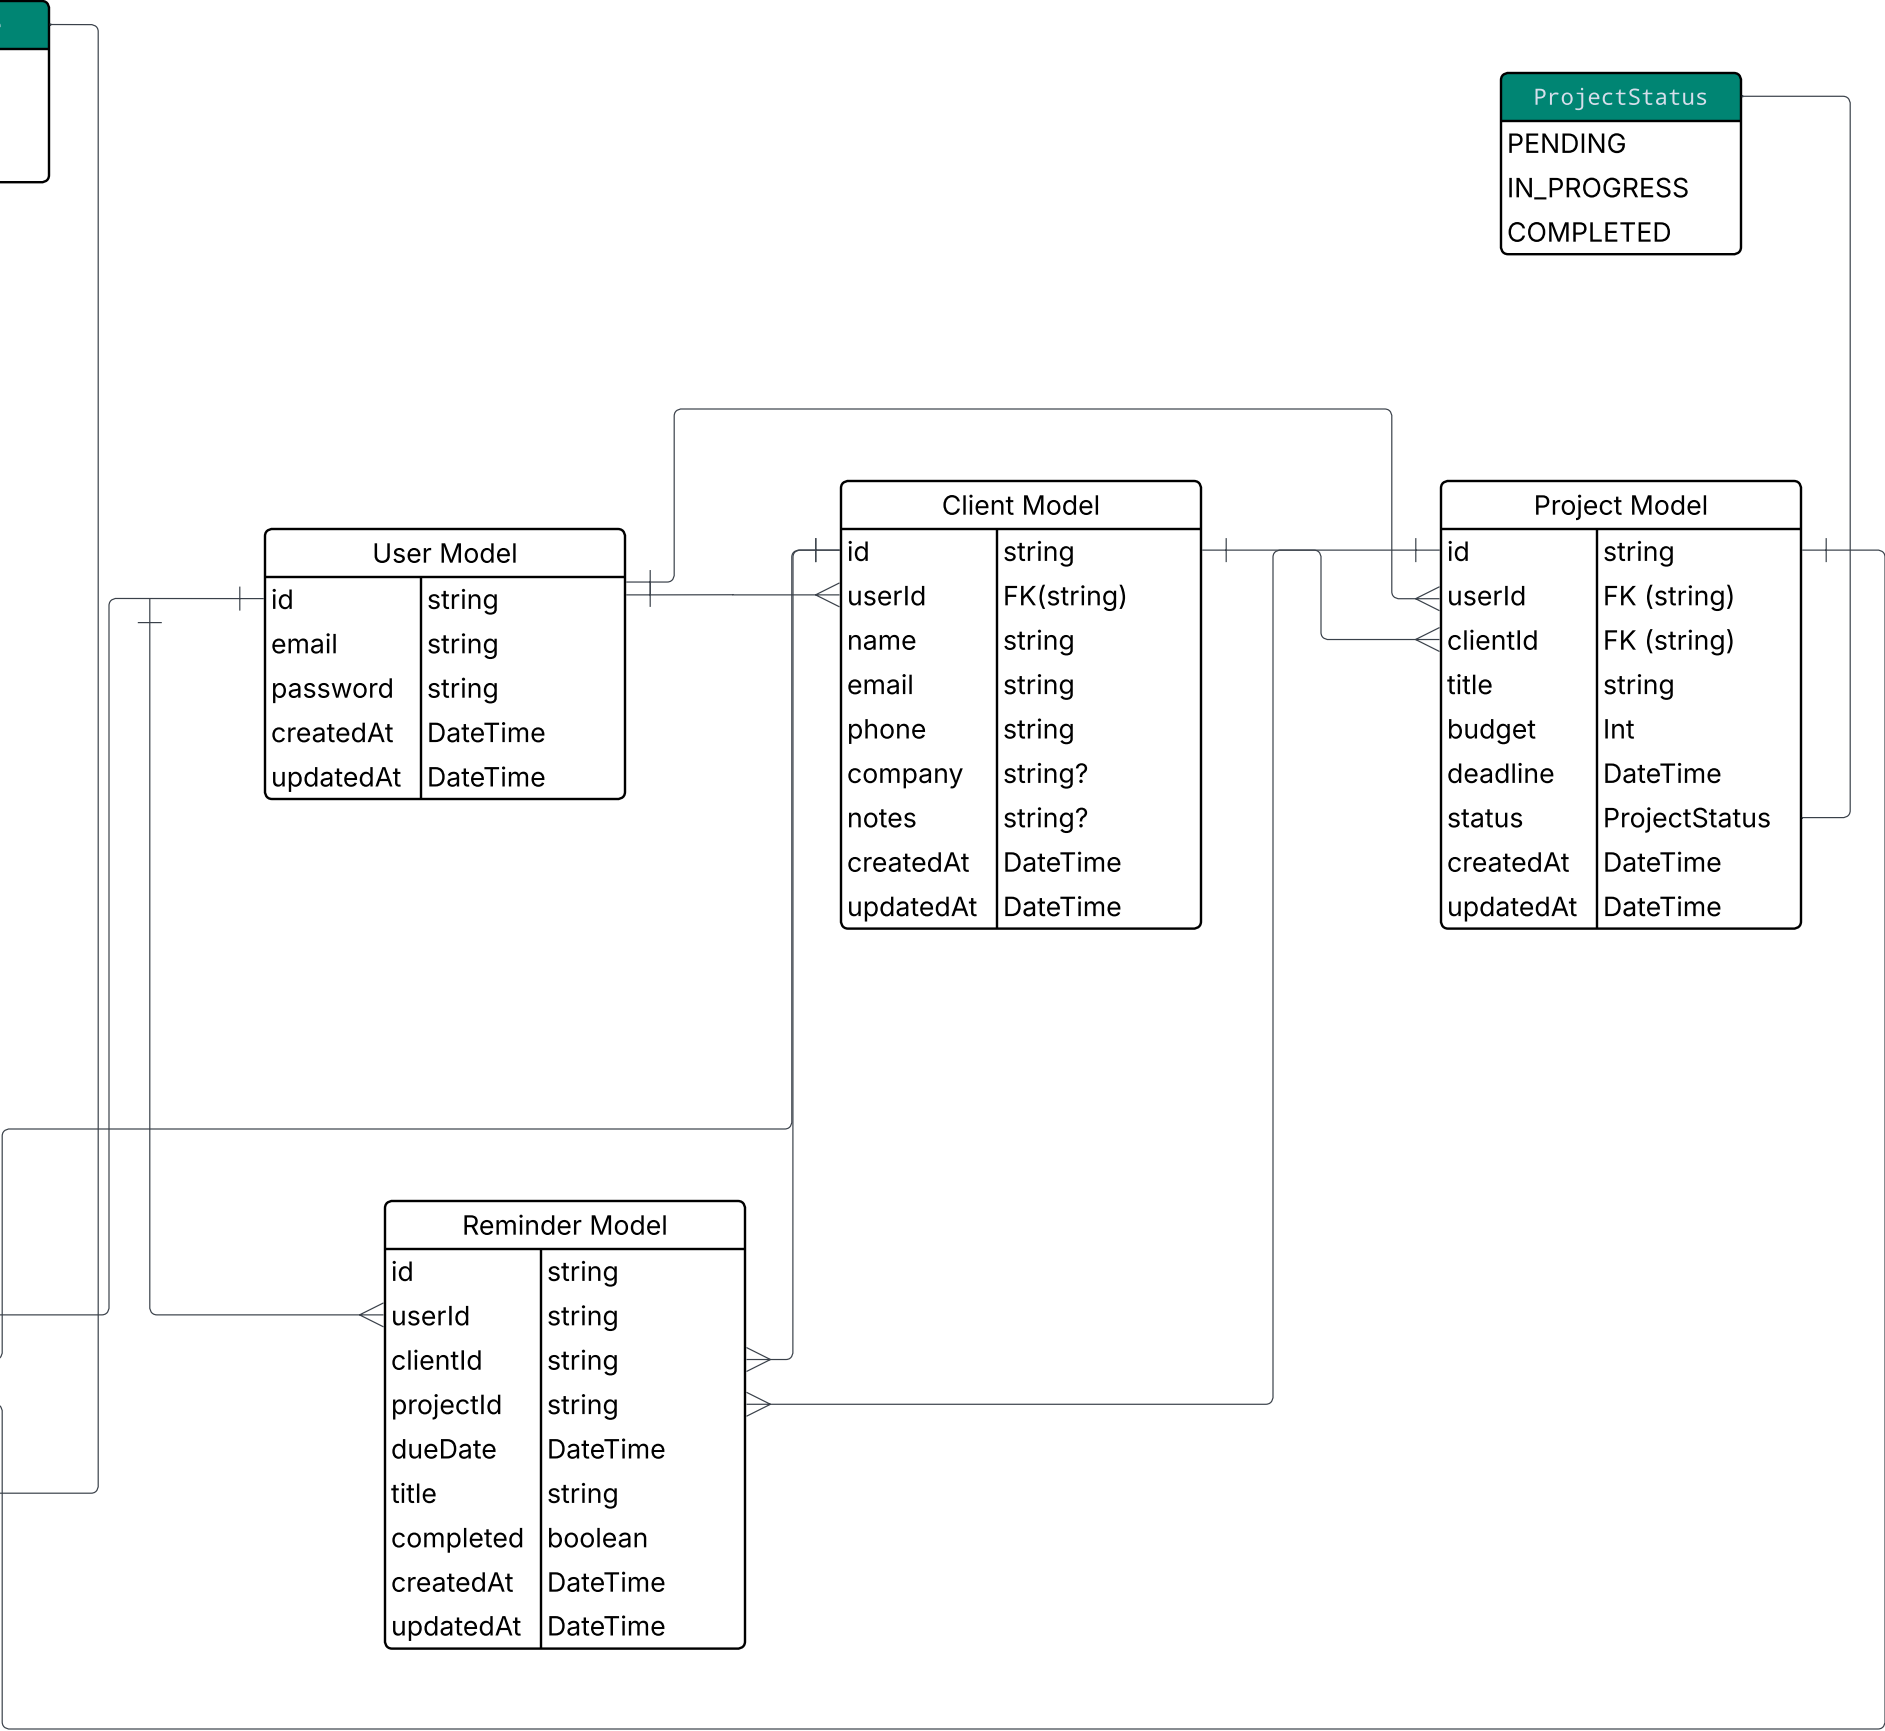 ProjectStatus
PENDING
IN_PROGRESS
COMPLETED
User Model
id string
email string
password string
createdAt DateTime
updatedAt DateTime
Client Model
id string
userId FK(string)
name string
email string
phone string
company string?
notes string?
createdAt DateTime
updatedAt DateTime
Project Model
id string
userId FK (string)
clientId FK (string)
title string
budget Int
deadline DateTime
status ProjectStatus
createdAt DateTime
updatedAt DateTime
Reminder Model
id string
userId string
clientId string
projectId string
dueDate DateTime
title string
completed boolean
createdAt DateTime
updatedAt DateTime